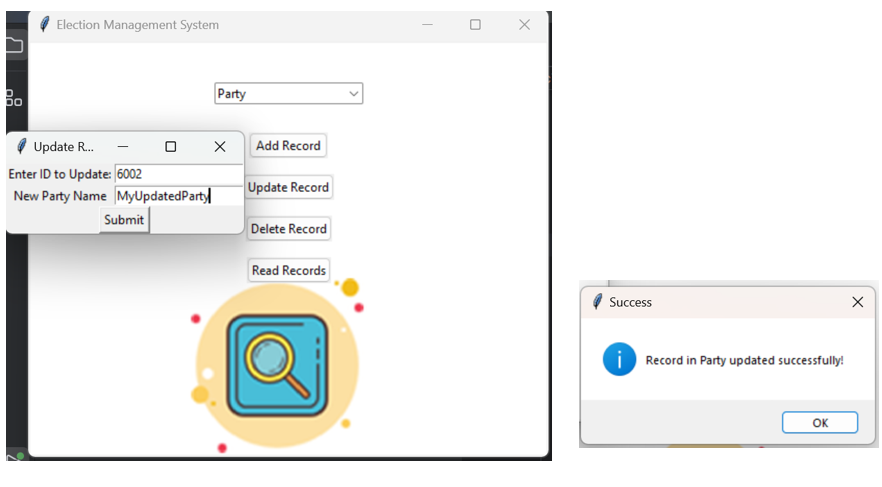 Election Management System
Party
Add Record
Update R...
Enter ID to Update: 6002
Update Record
New Party Name MyUpdatedParty
Submit
Delete Record
Read Records
Success
Record in Party updated successfully!
OK